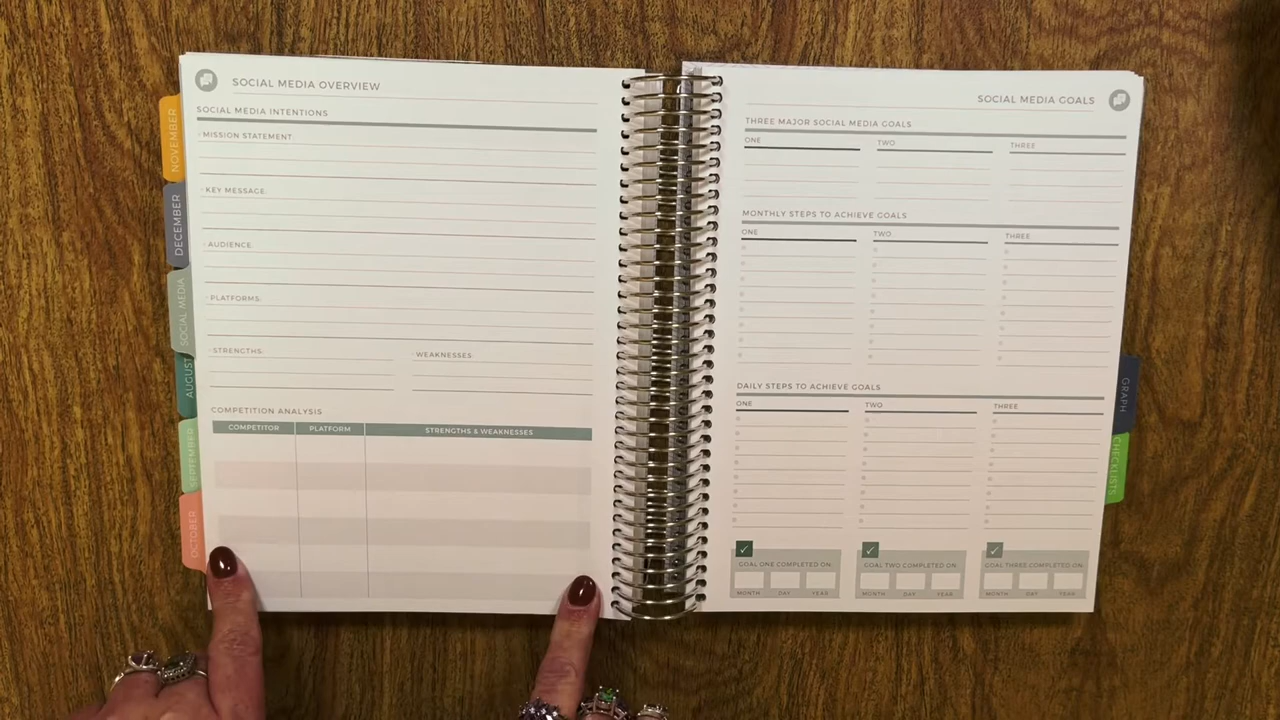 SOCIAL MEDIA OVERVIEW
SOCIAL MEDIA INTENTIONS
MISSION STATEMENT:
KEY MESSAGE:
AUDIENCE:
PLATFORMS:
STRENGTHS: WEAKNESSES:
COMPETITION ANALYSIS
COMPETITOR PLATFORM STRENGTHS & WEAKNESSES
NOVEMBER
DECEMBER
SOCIAL MEDIA
AUGUST
SEPTEMBER
OCTOBER
SOCIAL MEDIA GOALS
THREE MAJOR SOCIAL MEDIA GOALS
ONE TWO THREE
MONTHLY STEPS TO ACHIEVE GOALS
ONE TWO THREE
DAILY STEPS TO ACHIEVE GOALS
ONE TWO THREE
GOAL ONE COMPLETED ON: GOAL TWO COMPLETED ON: GOAL THREE COMPLETED ON:
MONTH DAY YEAR MONTH DAY YEAR MONTH DAY YEAR
GRAPH
CHECKLISTS